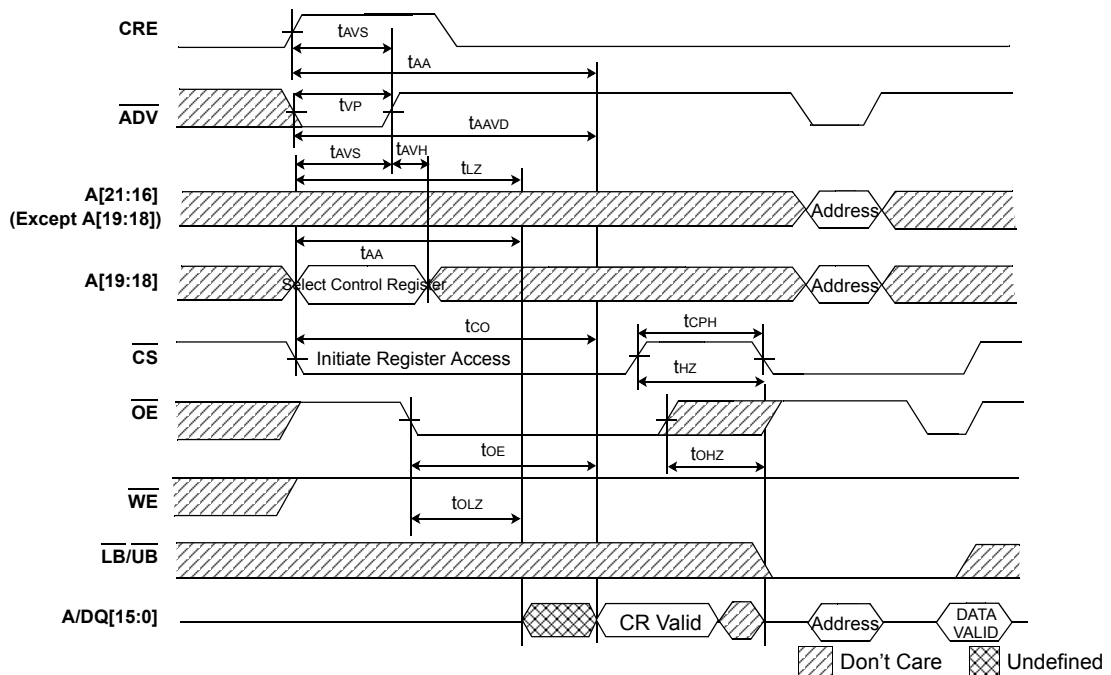 CRE
tAVS
tAA
ADV
tVP
tAAVD
tAVS
tAVH
tLZ
A[21:16]
(Except A[19:18])
Address
tAA
A[19:18]
Select Control Register
Address
tCO
tCPH
CS
Initiate Register Access
tHZ
OE
tOE
tOHZ
WE
tOLZ
LB/UB
A/DQ[15:0]
CR Valid
Address
DATA
VALID
Don't Care
Undefined